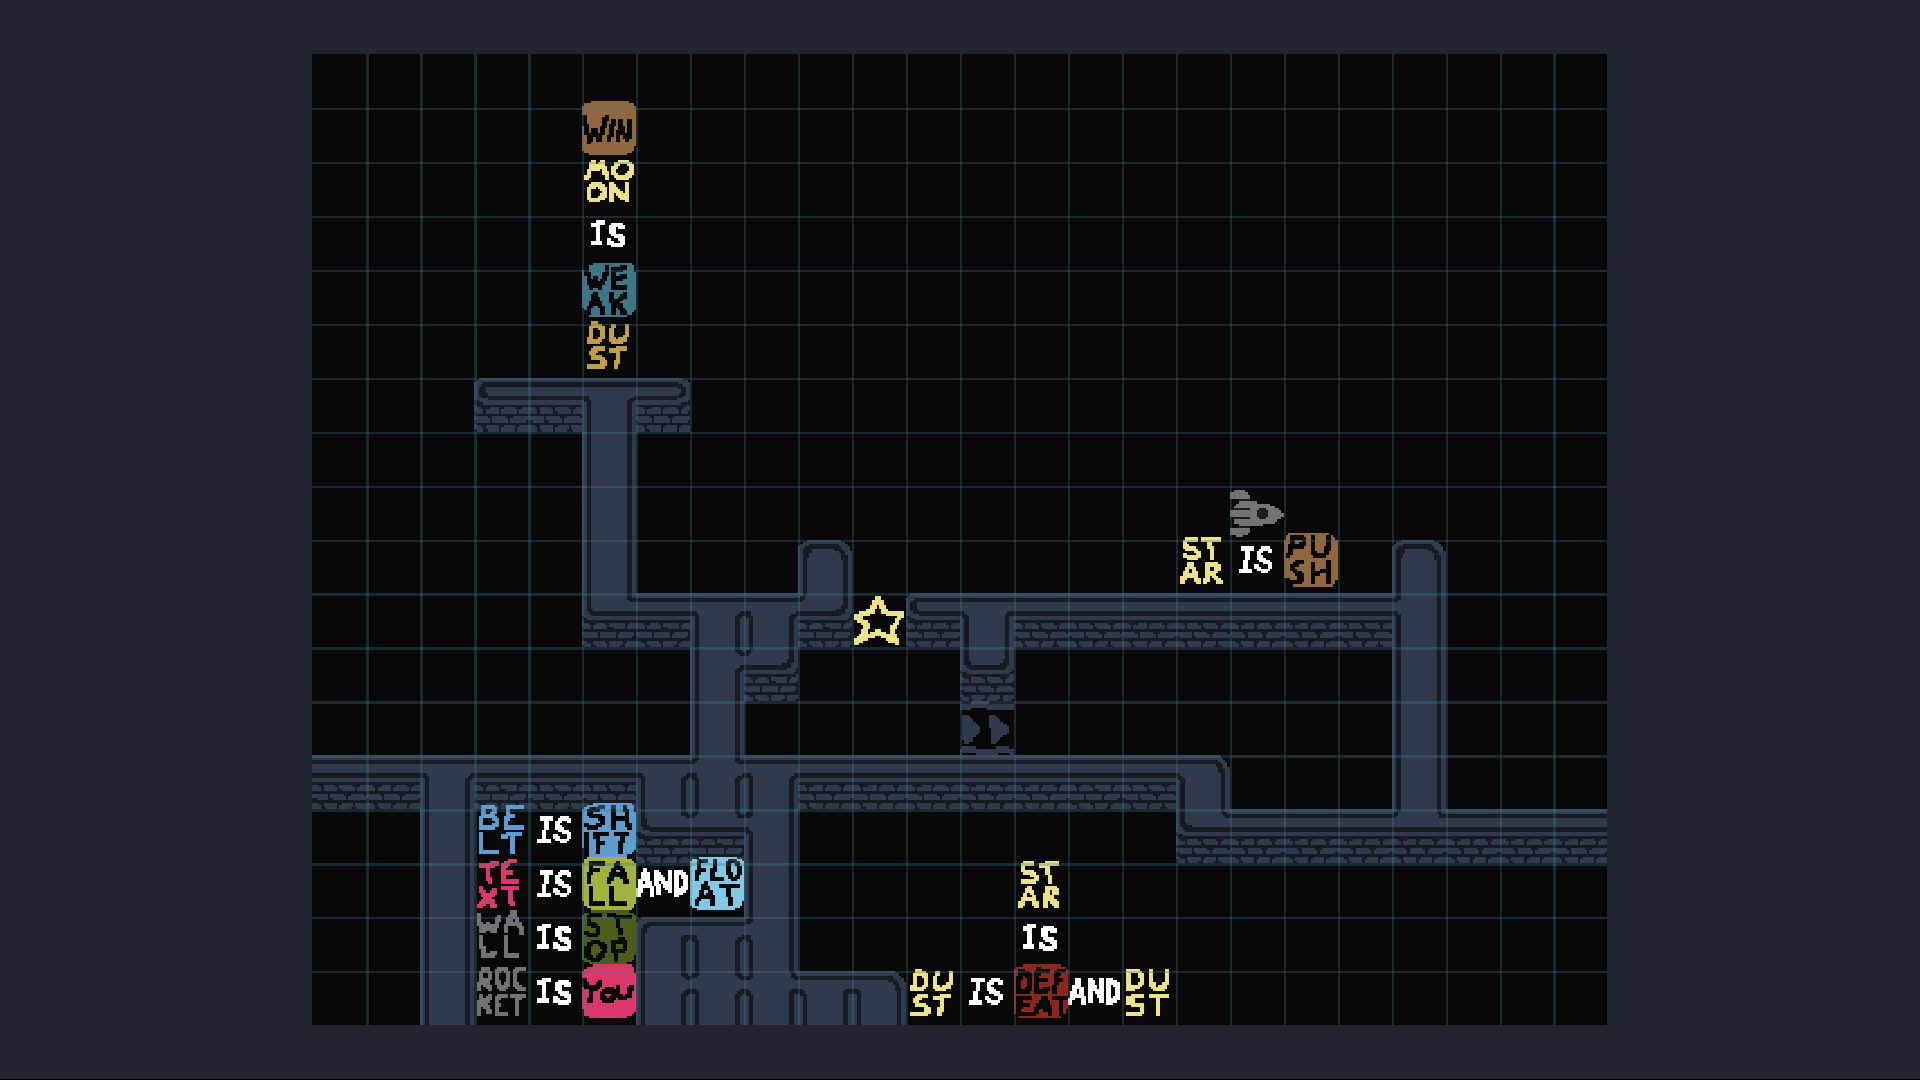 WIN
MOON
IS
WEAK
DUST
STAR IS PUSH
BELT IS SHIFT
TEXT IS FALL AND FLOAT
STAR
WALL IS STOP
IS
ROCKET IS YOU
DUST IS DEFEAT AND DUST